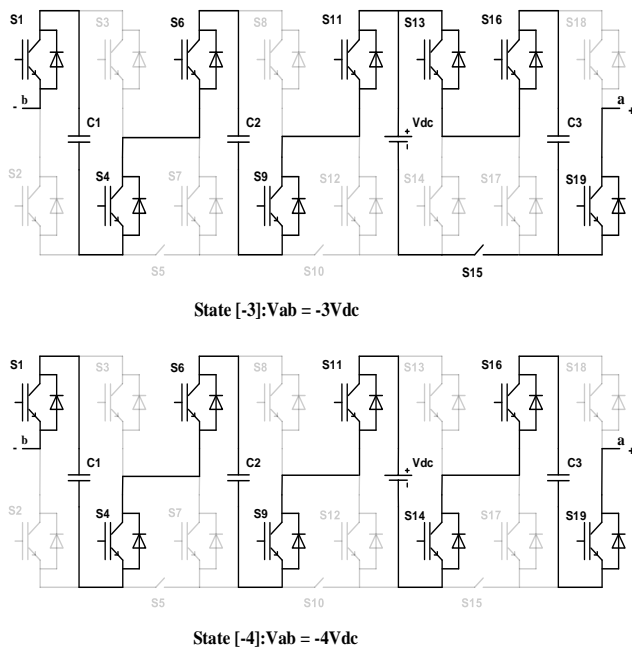 S1 S3 S6 S8 S11 S13 S16 S18
- b a +
C1 C2 Vdc + - C3
S2 S4 S7 S9 S12 S14 S17 S19
S5 S10 S15
State [-3]:Vab = -3Vdc
S1 S3 S6 S8 S11 S13 S16 S18
- b a +
C1 C2 Vdc + - C3
S2 S4 S7 S9 S12 S14 S17 S19
S5 S10 S15
State [-4]:Vab = -4Vdc